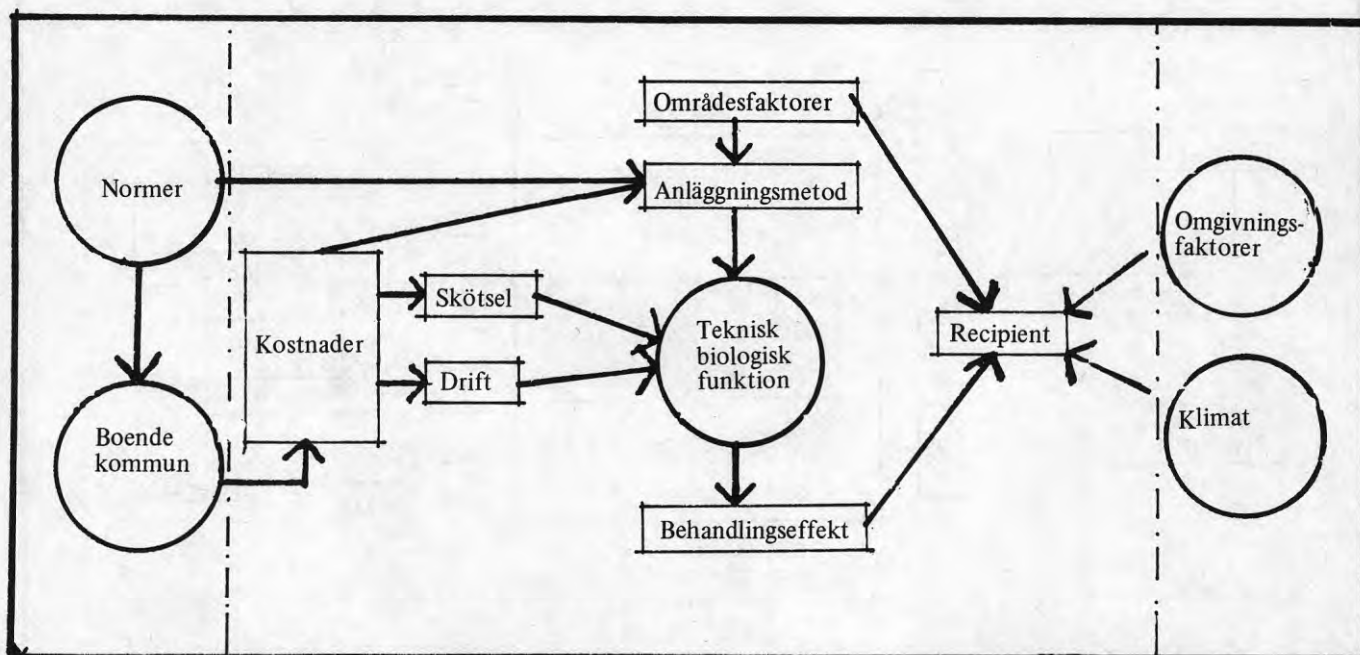 Normer
Boende
kommun
Kostnader
Skötsel
Drift
Områdesfaktorer
Anläggningsmetod
Teknisk
biologisk
funktion
Behandlingseffekt
Recipient
Omgivnings-
faktorer
Klimat